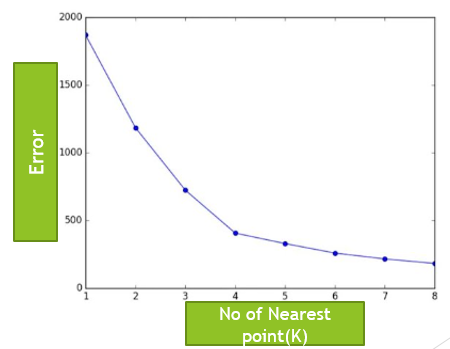 2000
1500
1000
500
0
Error
1 2 3 4 5 6 7 8
No of Nearest
point(K)